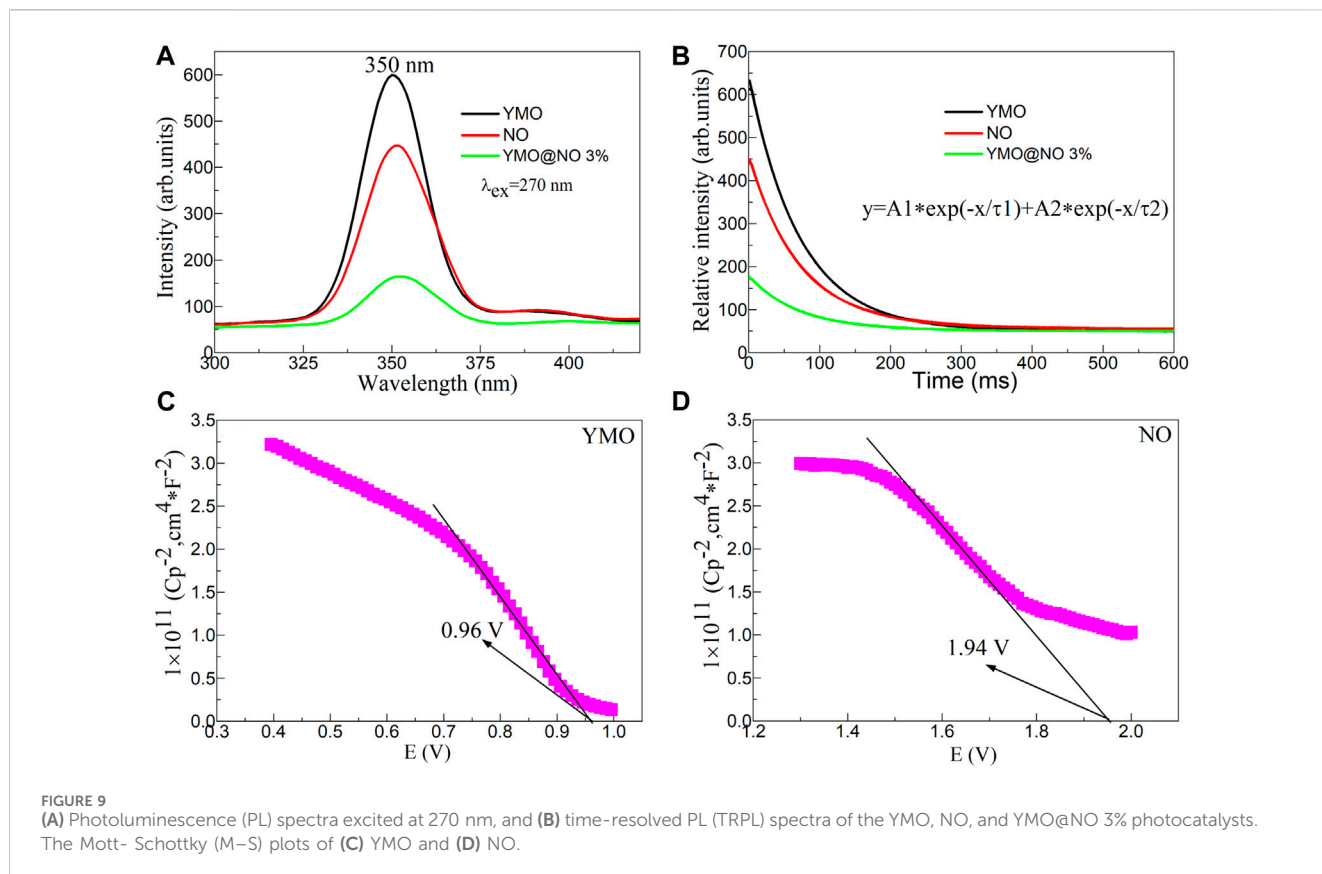 A
350 nm
YMO
NO
YMO@NO 3%
λex=270 nm
Intensity (arb.units)
600
500
400
300
200
100
0
300
325
350
375
400
Wavelength (nm)
B
YMO
NO
YMO@NO 3%
y=A1*exp(-x/τ1)+A2*exp(-x/τ2)
Relative intensity (arb.units)
700
600
500
400
300
200
100
0
0
100
200
300
400
500
600
Time (ms)
C
YMO
0.96 V
1×10^11 (Cp^-2,cm^4*F^-2)
3.5
3.0
2.5
2.0
1.5
1.0
0.5
0.0
0.3
0.4
0.5
0.6
0.7
0.8
0.9
1.0
E (V)
D
NO
1.94 V
1×10^11 (Cp^-2,cm^4*F^-2)
3.5
3.0
2.5
2.0
1.5
1.0
0.5
0.0
1.2
1.4
1.6
1.8
2.0
E (V)
FIGURE 9
(A) Photoluminescence (PL) spectra excited at 270 nm, and (B) time-resolved PL (TRPL) spectra of the YMO, NO, and YMO@NO 3% photocatalysts.
The Mott- Schottky (M–S) plots of (C) YMO and (D) NO.